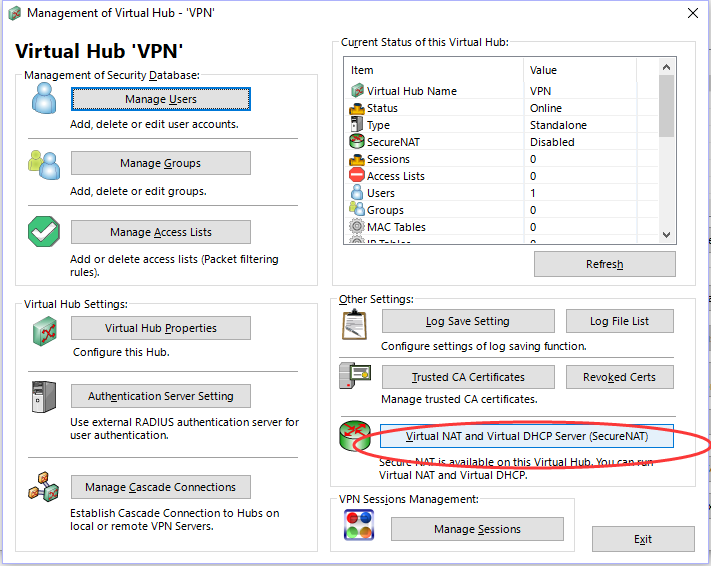 Management of Virtual Hub - 'VPN'
Virtual Hub 'VPN'
Management of Security Database:
Manage Users
Add, delete or edit user accounts.
Manage Groups
Add, delete or edit groups.
Manage Access Lists
Add or delete access lists (Packet filtering
rules).
Current Status of this Virtual Hub:
Item Value
Virtual Hub Name VPN
Status Online
Type Standalone
SecureNAT Disabled
Sessions 0
Access Lists 0
Users 1
Groups 0
MAC Tables 0
IP Tables 0
Refresh
Virtual Hub Settings:
Virtual Hub Properties
Configure this Hub.
Authentication Server Setting
Use external RADIUS authentication server for
user authentication.
Manage Cascade Connections
Establish Cascade Connection to Hubs on
local or remote VPN Servers.
Other Settings:
Log Save Setting
Log File List
Configure settings of log saving function.
Trusted CA Certificates
Revoked Certs
Manage trusted CA certificates.
Virtual NAT and Virtual DHCP Server (SecureNAT)
Secure NAT is available on this Virtual Hub. You can run
Virtual NAT and Virtual DHCP.
VPN Sessions Management:
Manage Sessions
Exit